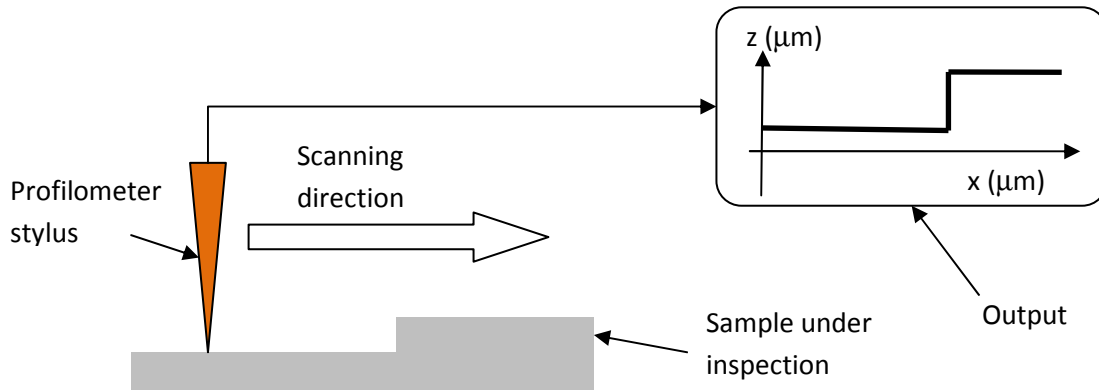 z (μm)
x (μm)
Scanning
direction
Profilometer
stylus
Sample under
inspection
Output